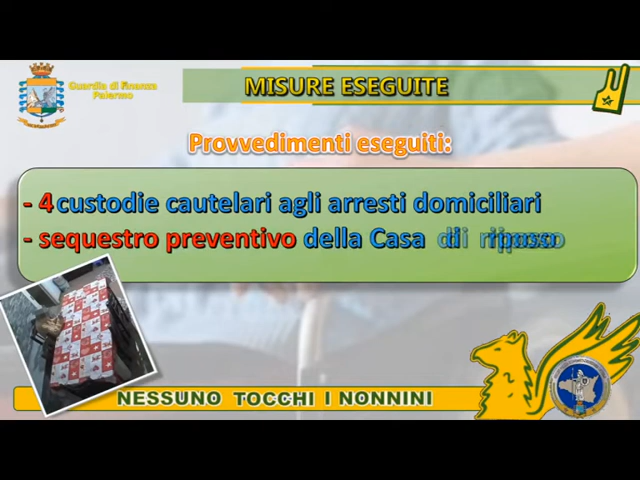 Guardia di Finanza
Palermo
MISURE ESEGUITE
Provvedimenti eseguiti:
- 4 custodie cautelari agli arresti domiciliari
- sequestro preventivo della Casa di riposo
NESSUNO TOCCHI I NONNINI